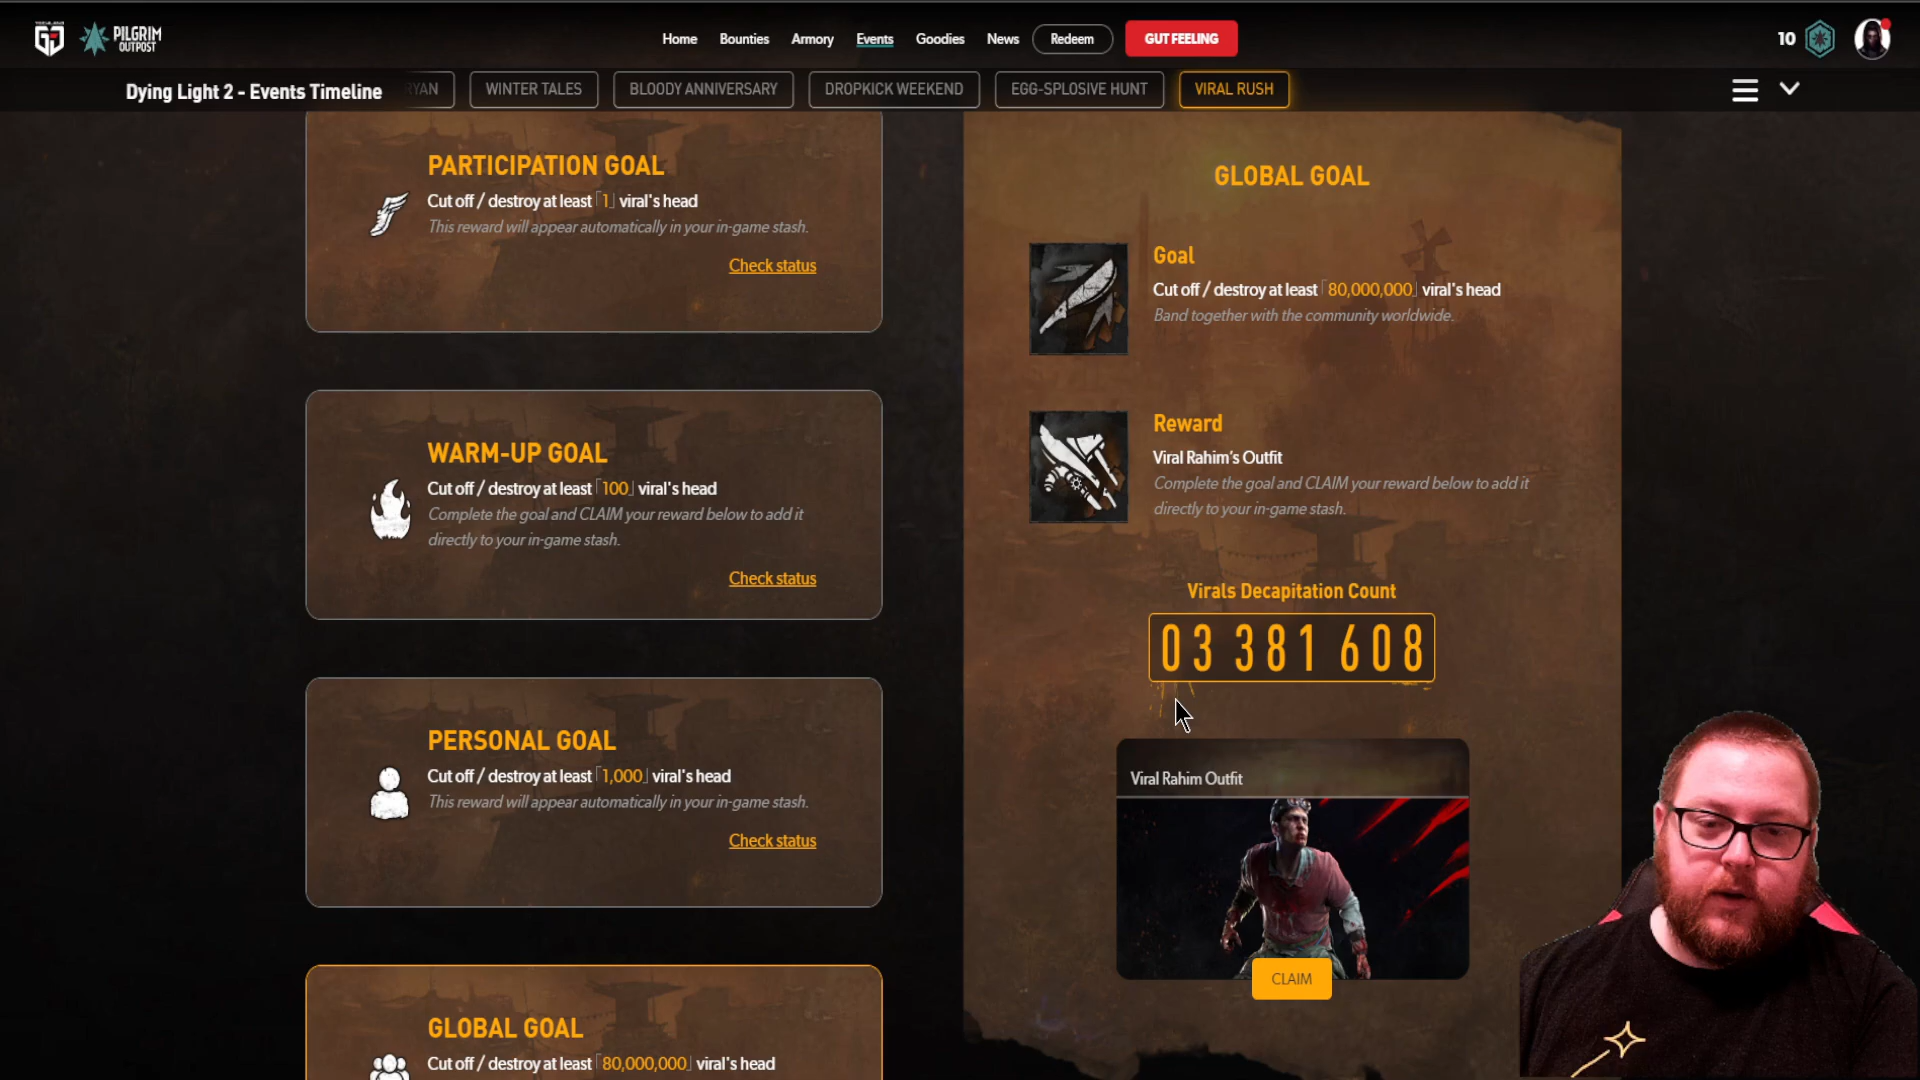 TECHLAND
GG
PILGRIM
OUTPOST
Home
Bounties
Armory
Events
Goodies
News
Redeem
GUT FEELING
10
Dying Light 2 - Events Timeline
RYAN
WINTER TALES
BLOODY ANNIVERSARY
DROPKICK WEEKEND
EGG-SPLOSIVE HUNT
VIRAL RUSH
PARTICIPATION GOAL
Cut off / destroy at least 「1」 viral's head
This reward will appear automatically in your in-game stash.
Check status
WARM-UP GOAL
Cut off / destroy at least 「100」 viral's head
Complete the goal and CLAIM your reward below to add it
directly to your in-game stash.
Check status
PERSONAL GOAL
Cut off / destroy at least 「1,000」 viral's head
This reward will appear automatically in your in-game stash.
Check status
GLOBAL GOAL
Cut off / destroy at least 「80,000,000」 viral's head
GLOBAL GOAL
Goal
Cut off / destroy at least 「80,000,000」 viral's head
Band together with the community worldwide.
Reward
Viral Rahim's Outfit
Complete the goal and CLAIM your reward below to add it
directly to your in-game stash.
Virals Decapitation Count
03 381 608
Viral Rahim Outfit
CLAIM